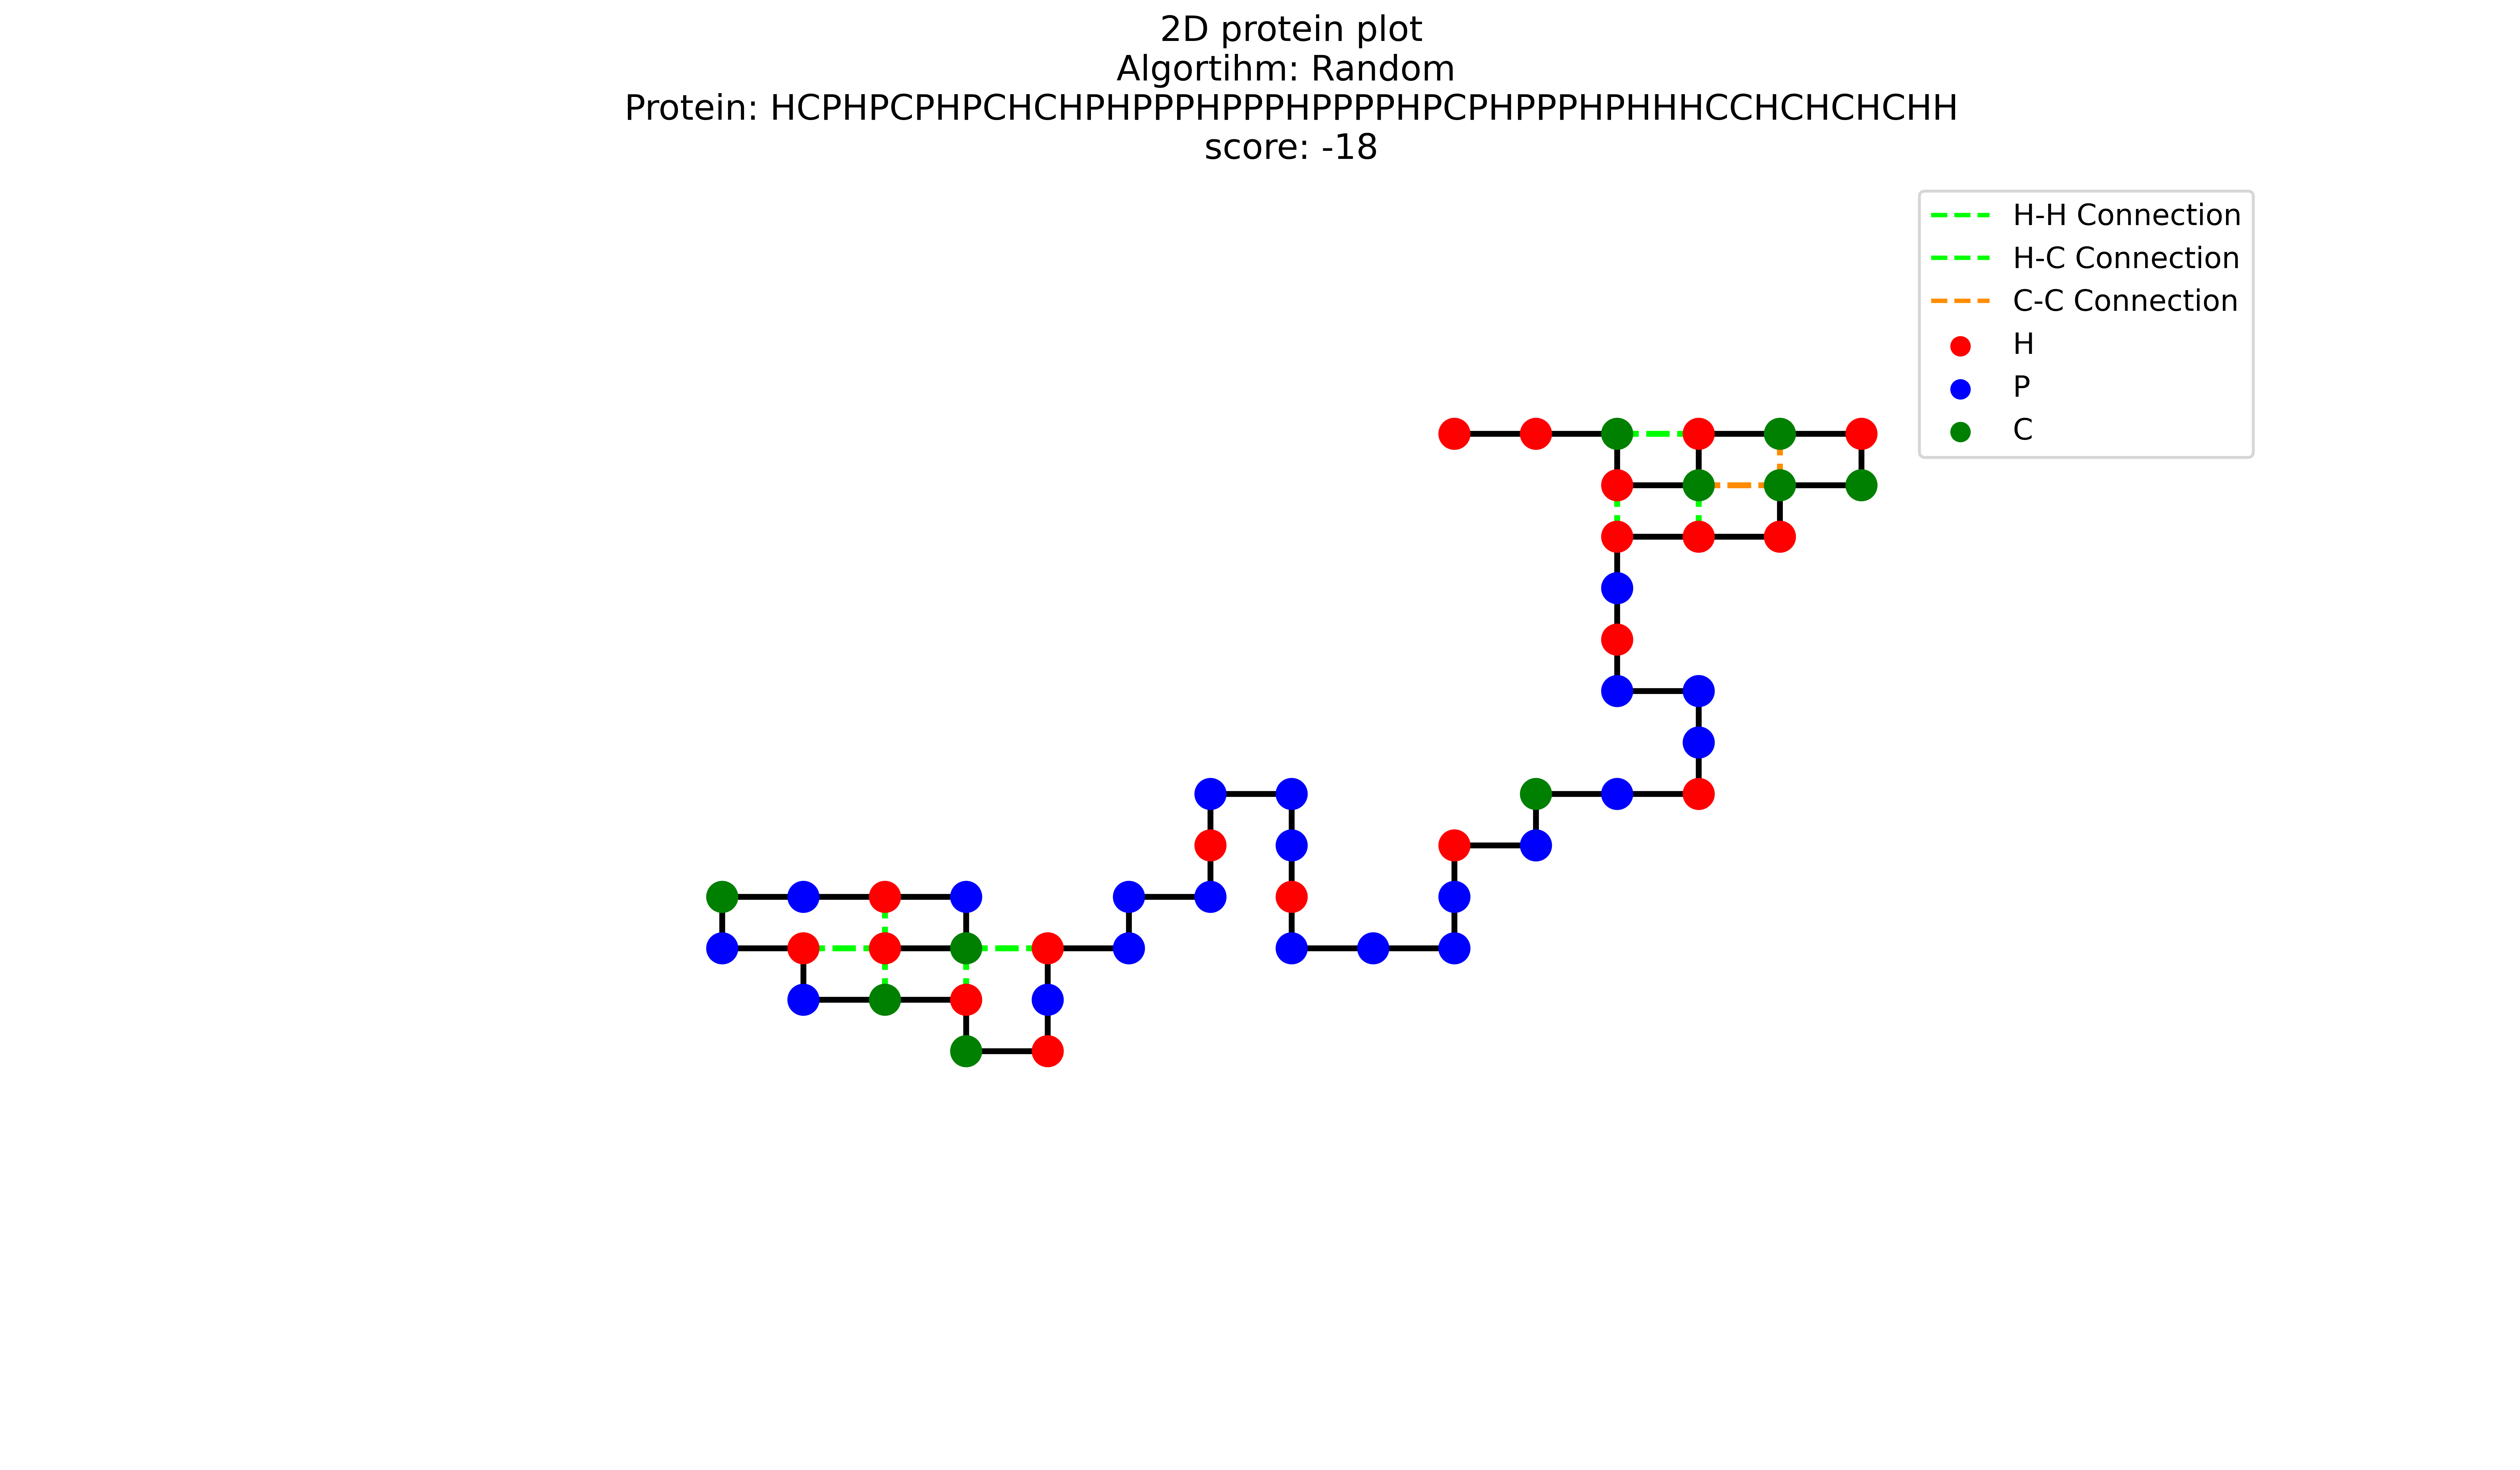 2D protein plot
Algortihm: Random
Protein: HCPHPCPHPCHCHPHPPPHPPPHPPPPHPCPHPPPHPHHHCCHCHCHCHH
score: -18
H-H Connection
H-C Connection
C-C Connection
H
P
C